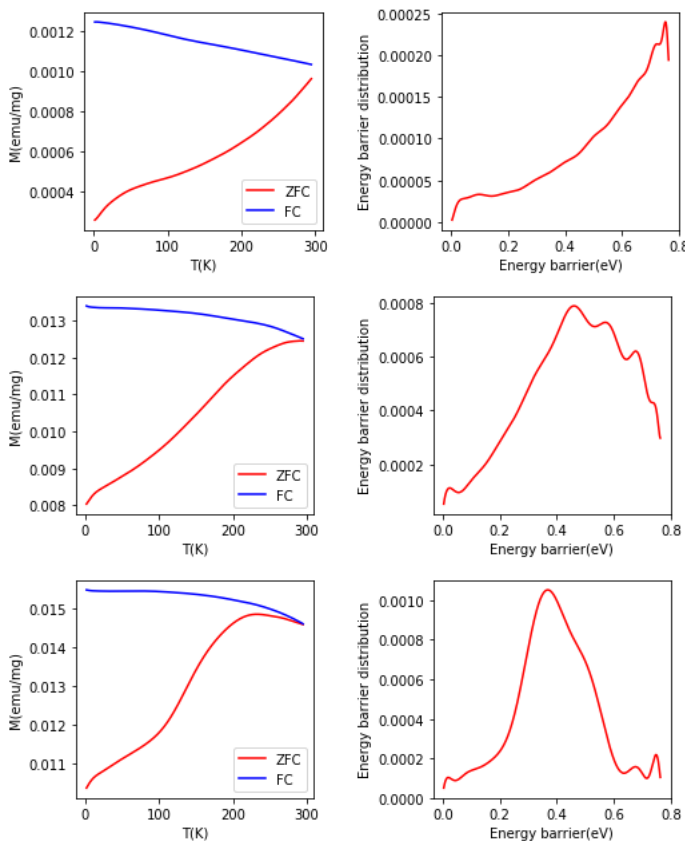 M(emu/mg)
0.0012
0.0010
0.0008
0.0006
0.0004
0 100 200 300
T(K)
ZFC
FC
Energy barrier distribution
0.00025
0.00020
0.00015
0.00010
0.00005
0.00000
0.0 0.2 0.4 0.6 0.8
Energy barrier(eV)
M(emu/mg)
0.013
0.012
0.011
0.010
0.009
0.008
0 100 200 300
T(K)
ZFC
FC
Energy barrier distribution
0.0008
0.0006
0.0004
0.0002
0.0 0.2 0.4 0.6 0.8
Energy barrier(eV)
M(emu/mg)
0.015
0.014
0.013
0.012
0.011
0 100 200 300
T(K)
ZFC
FC
Energy barrier distribution
0.0010
0.0008
0.0006
0.0004
0.0002
0.0000
0.0 0.2 0.4 0.6 0.8
Energy barrier(eV)